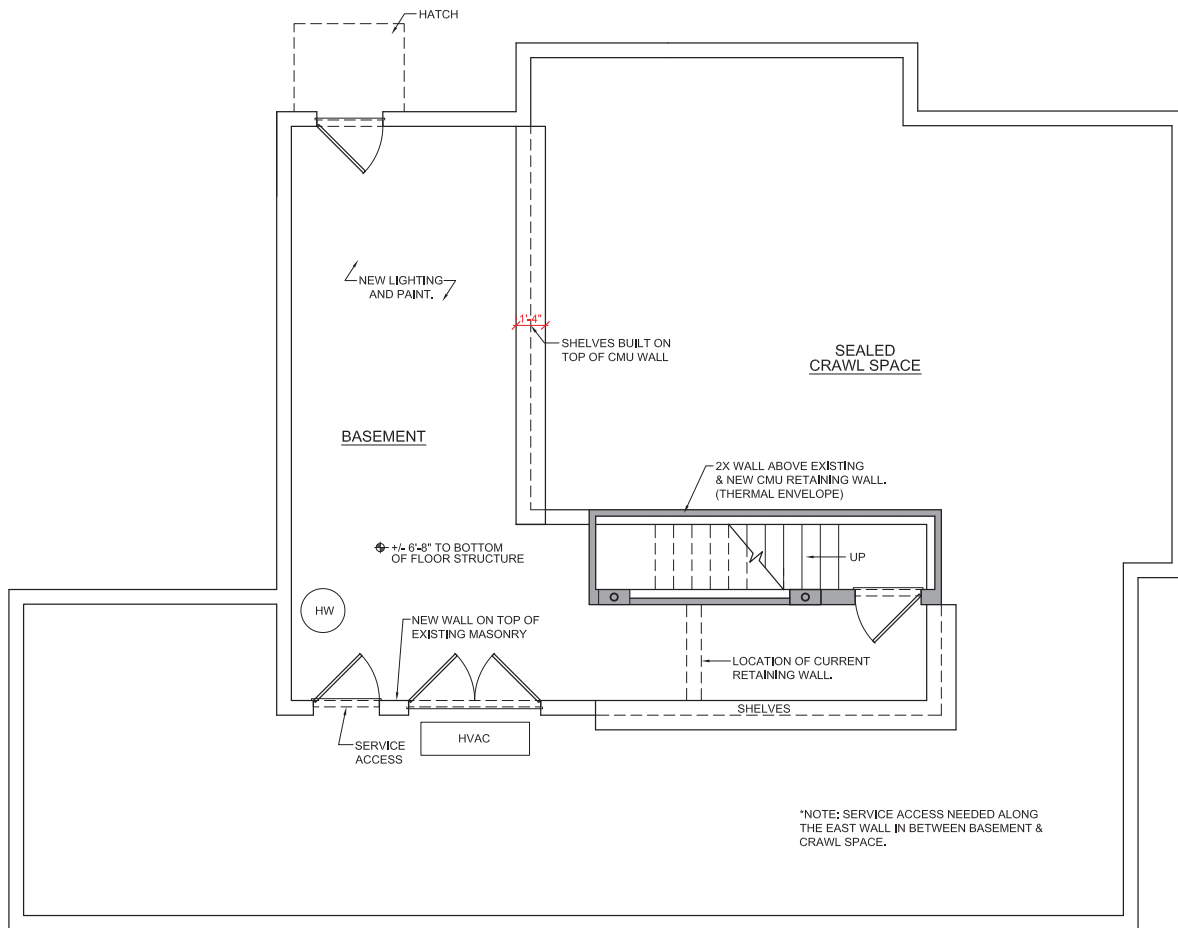 HATCH
NEW LIGHTING
AND PAINT.
1'-4"
SHELVES BUILT ON
TOP OF CMU WALL
SEALED
CRAWL SPACE
BASEMENT
2X WALL ABOVE EXISTING
& NEW CMU RETAINING WALL.
(THERMAL ENVELOPE)
+/- 6'-8" TO BOTTOM
OF FLOOR STRUCTURE
UP
HW
NEW WALL ON TOP OF
EXISTING MASONRY
LOCATION OF CURRENT
RETAINING WALL.
SHELVES
SERVICE
ACCESS
HVAC
*NOTE: SERVICE ACCESS NEEDED ALONG
THE EAST WALL IN BETWEEN BASEMENT &
CRAWL SPACE.